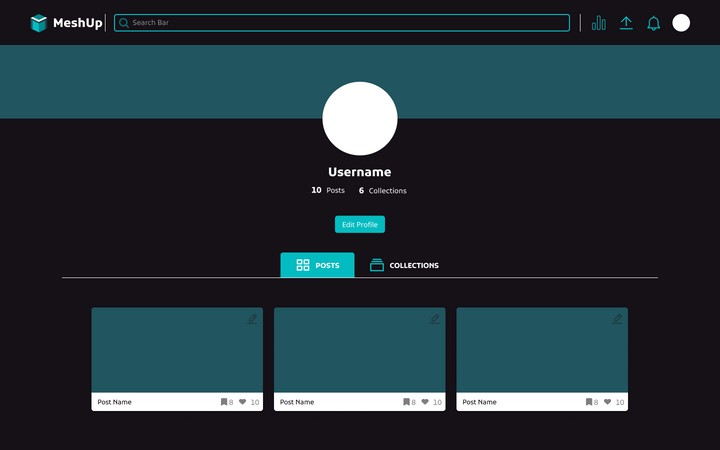 MeshUp Search Bar
Username
10 Posts 6 Collections
Edit Profile
POSTS COLLECTIONS
Post Name 8 10 Post Name 8 10 Post Name 8 10